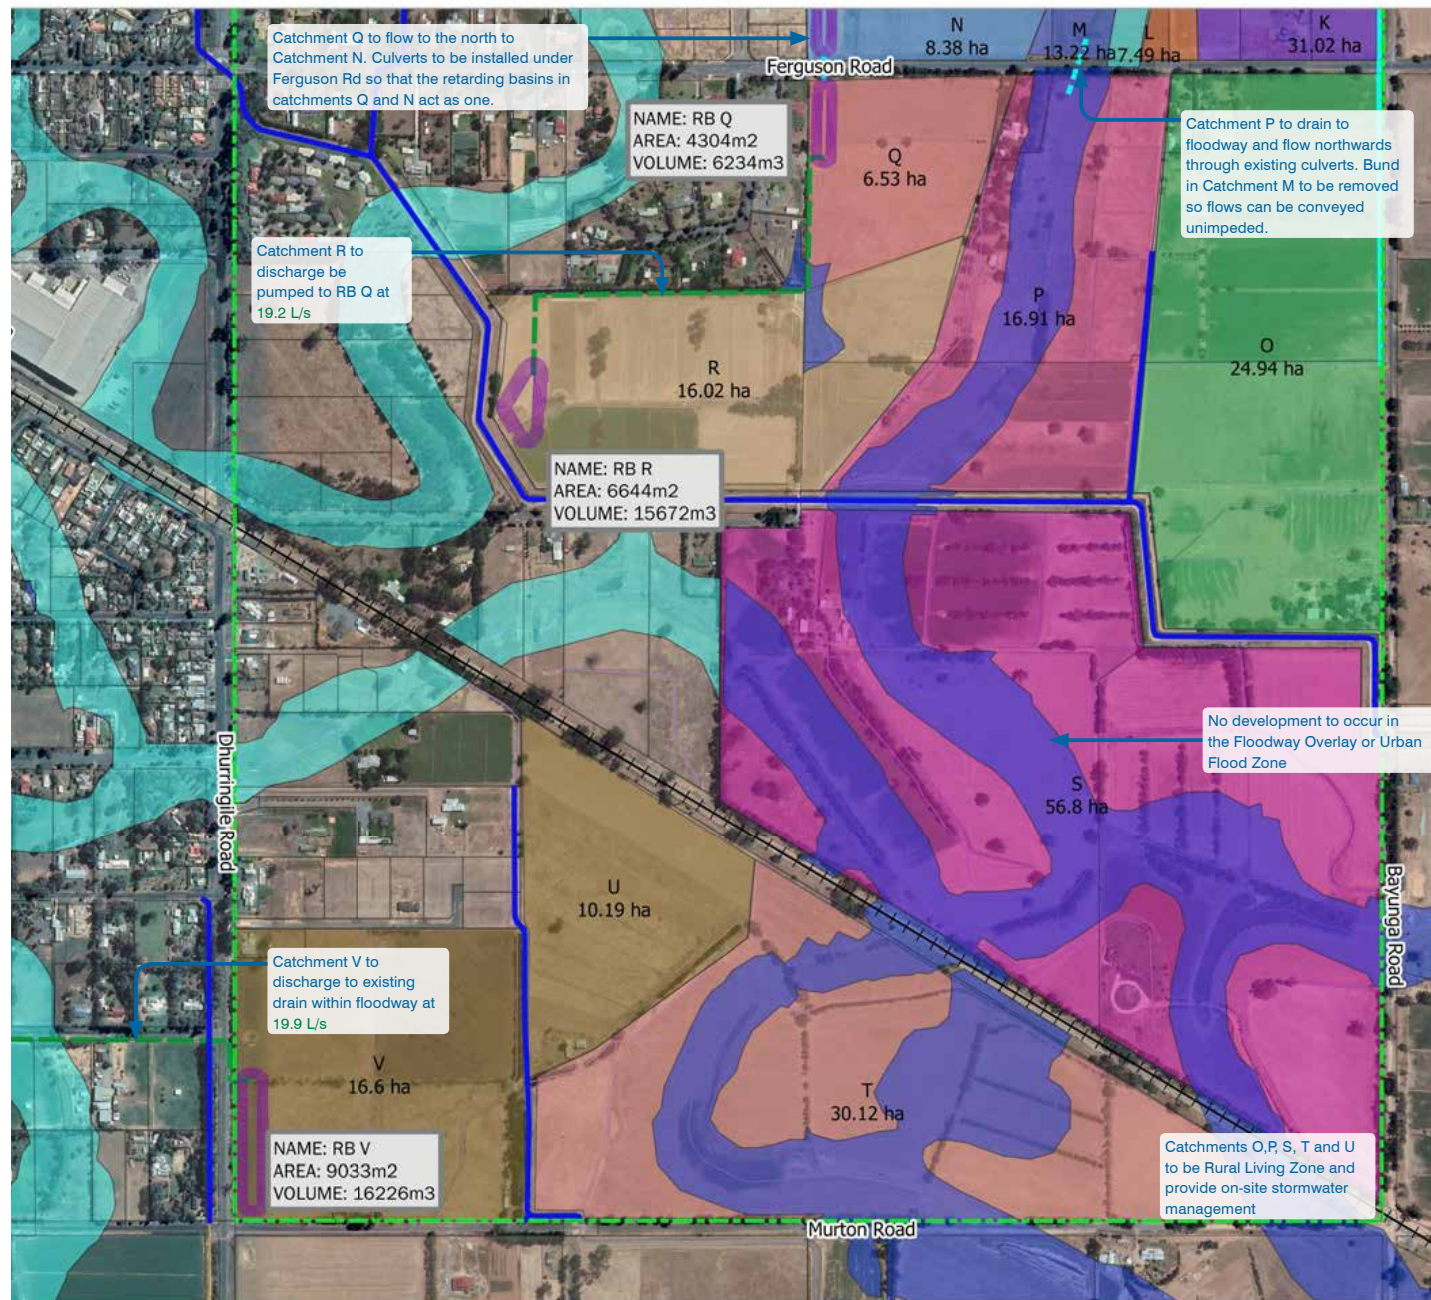 Catchment Q to flow to the north to
Catchment N. Culverts to be installed under
Ferguson Rd so that the retarding basins in
catchments Q and N act as one.
N
8.38 ha
M
13.22 ha
L
7.49 ha
K
31.02 ha
Ferguson Road
NAME: RB Q
AREA: 4304m2
VOLUME: 6234m3
Q
6.53 ha
Catchment P to drain to
floodway and flow northwards
through existing culverts. Bund
in Catchment M to be removed
so flows can be conveyed
unimpeded.
Catchment R to
discharge be
pumped to RB Q at
19.2 L/s
P
16.91 ha
O
24.94 ha
R
16.02 ha
NAME: RB R
AREA: 6644m2
VOLUME: 15672m3
No development to occur in
the Floodway Overlay or Urban
Flood Zone
S
56.8 ha
Dhurringile Road
U
10.19 ha
Bayunga Road
Catchment V to
discharge to existing
drain within floodway at
19.9 L/s
V
16.6 ha
T
30.12 ha
NAME: RB V
AREA: 9033m2
VOLUME: 16226m3
Catchments O,P, S, T and U
to be Rural Living Zone and
provide on-site stormwater
management
Murton Road